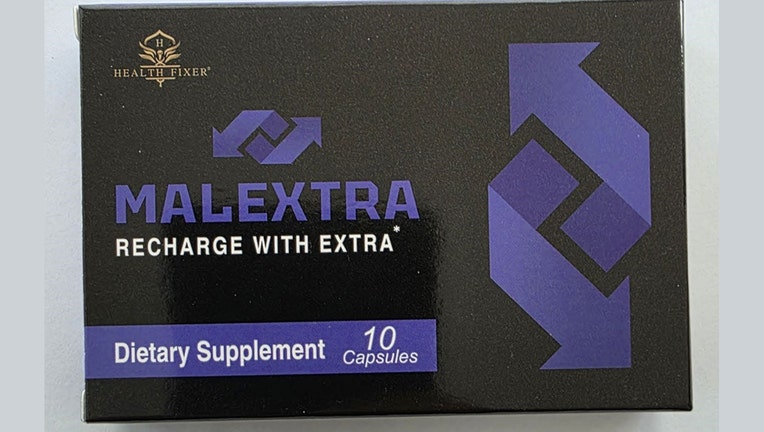 H
HEALTH FIXER®
MALEXTRA
RECHARGE WITH EXTRA*
Dietary Supplement
10
Capsules